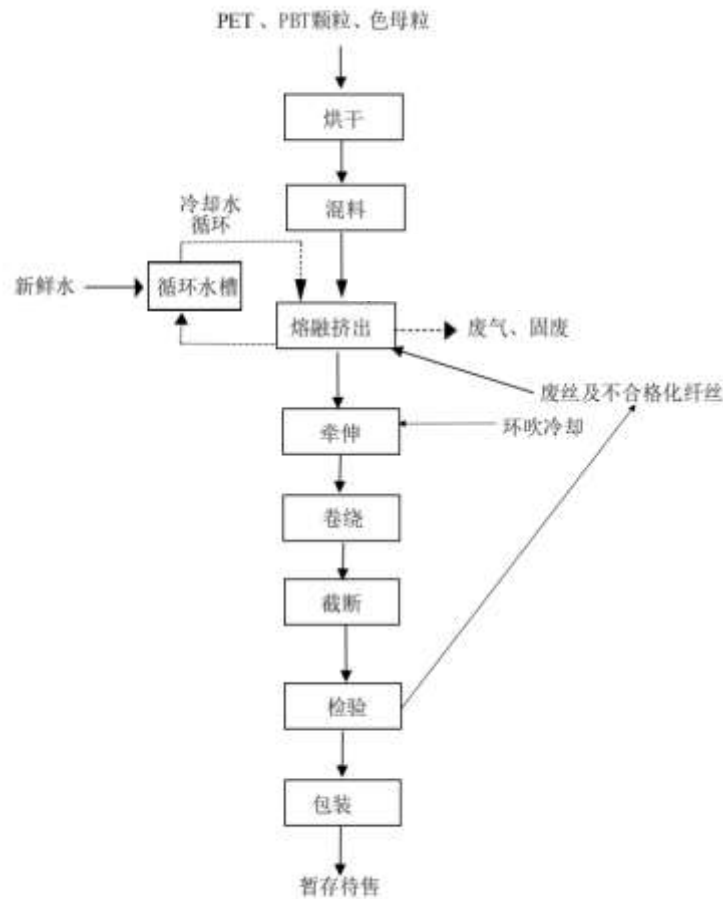 PET 、PBT颗粒、色母粒
烘干
混料
冷却水
循环
新鲜水
循环水槽
熔融挤出
废气、固废
废丝及不合格化纤丝
牵伸
环吹冷却
卷绕
截断
检验
包装
暂存待售